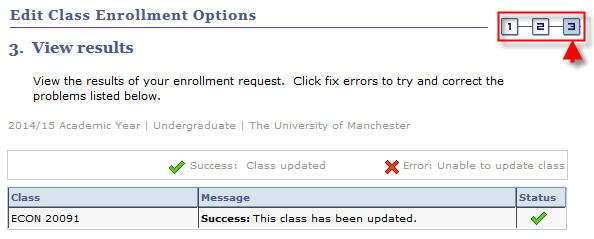 Edit Class Enrollment Options
1 2 3
3. View results
View the results of your enrollment request. Click fix errors to try and correct the
problems listed below.
2014/15 Academic Year | Undergraduate | The University of Manchester
Success: Class updated Error: Unable to update class
Class Message Status
ECON 20091 Success: This class has been updated.